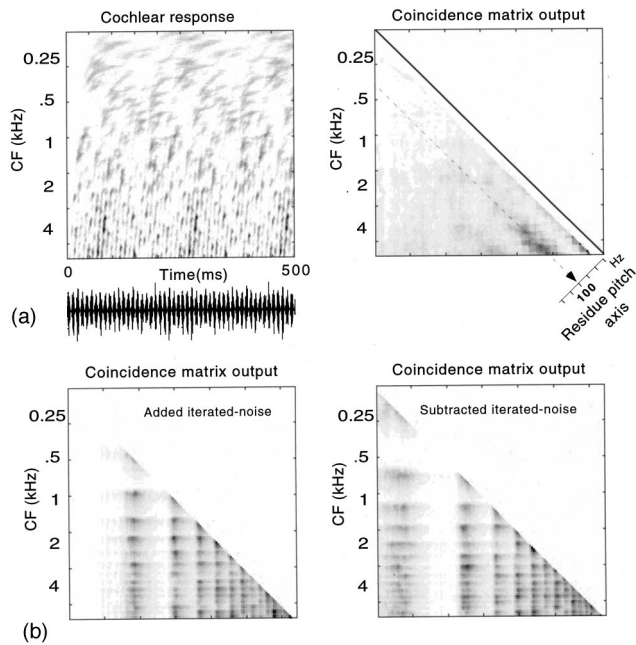 Cochlear response
Coincidence matrix output
0.25
.5
1
2
4
CF (kHz)
0
Time(ms)
500
0.25
.5
1
2
4
CF (kHz)
Hz
100
Residue pitch
axis
(a)
Coincidence matrix output
Coincidence matrix output
Added iterated-noise
Subtracted iterated-noise
0.25
.5
1
2
4
CF (kHz)
0.25
.5
1
2
4
CF (kHz)
(b)